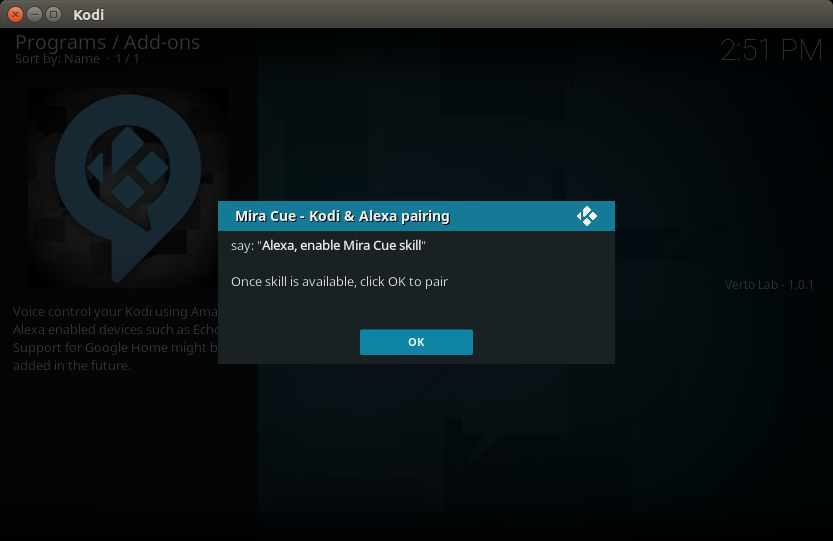 Kodi
Programs / Add-ons
Sort by: Name · 1 / 1
2:51 PM
Mira Cue - Kodi & Alexa pairing
say: "Alexa, enable Mira Cue skill"
Once skill is available, click OK to pair
OK
Verto Lab - 1.0.1
Voice control your Kodi using Ama
Alexa enabled devices such as Echo
Support for Google Home might b
added in the future.